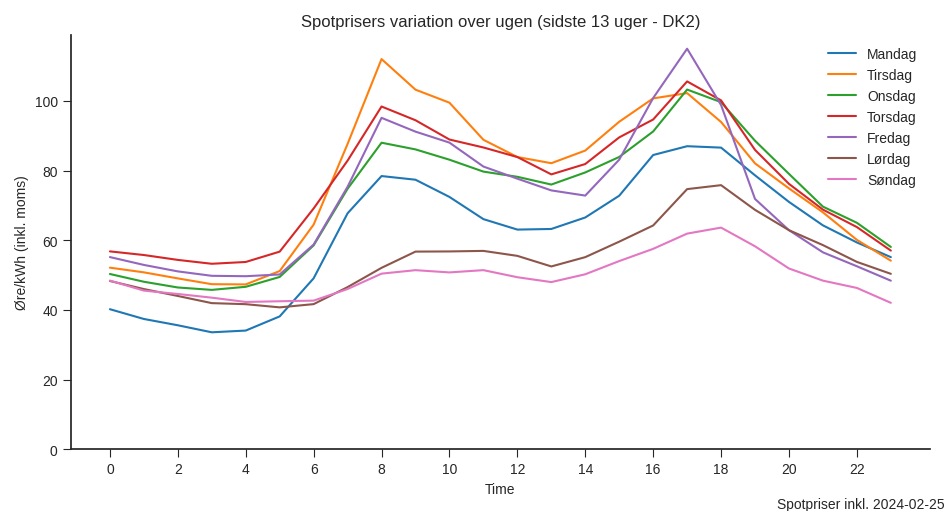 Spotprisers variation over ugen (sidste 13 uger - DK2)
Øre/kWh (inkl. moms)
100
80
60
40
20
0
0 2 4 6 8 10 12 14 16 18 20 22
Time
Mandag
Tirsdag
Onsdag
Torsdag
Fredag
Lørdag
Søndag
Spotpriser inkl. 2024-02-25